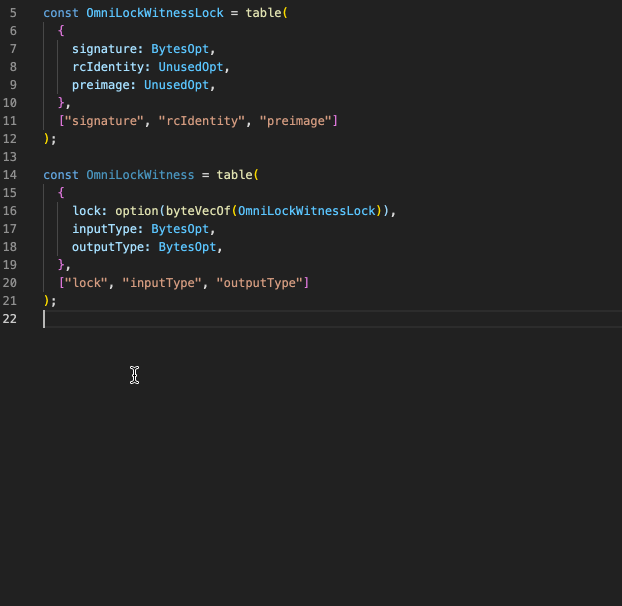 5 const OmniLockWitnessLock = table(
6 {
7 signature: BytesOpt,
8 rcIdentity: UnusedOpt,
9 preimage: UnusedOpt,
10 },
11 ["signature", "rcIdentity", "preimage"]
12 );
13
14 const OmniLockWitness = table(
15 {
16 lock: option(byteVecOf(OmniLockWitnessLock)),
17 inputType: BytesOpt,
18 outputType: BytesOpt,
19 },
20 ["lock", "inputType", "outputType"]
21 );
22